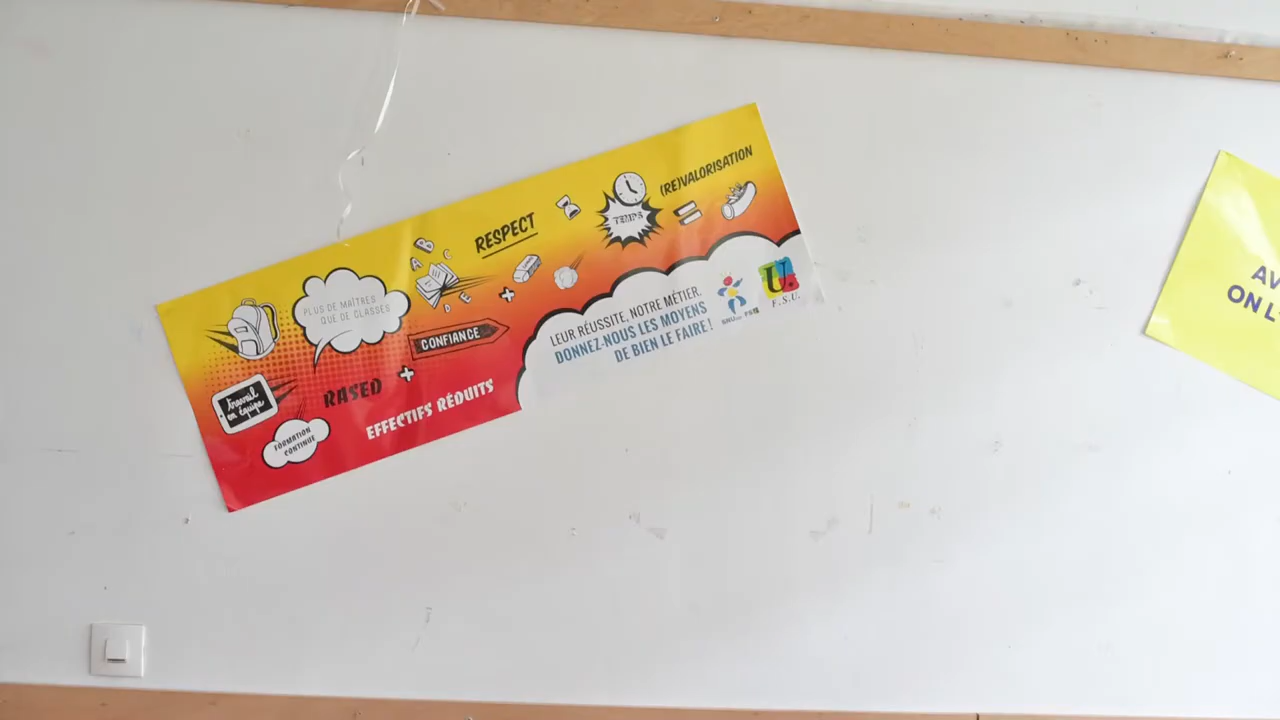 PLUS DE MAÎTRES
QUE DE CLASSES
RESPECT
TEMPS
(RE)VALORISATION
A B C
D E
CONFIANCE
travail
en équipe
FORMATION
CONTINUE
RASED
EFFECTIFS RÉDUITS
LEUR RÉUSSITE, NOTRE MÉTIER.
DONNEZ-NOUS LES MOYENS
DE BIEN LE FAIRE !
U.
F.S.U.
ON L'